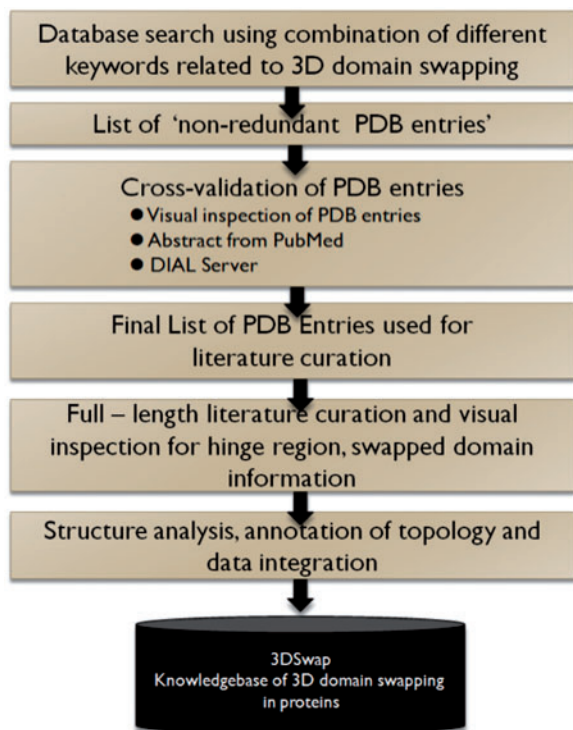 Database search using combination of different
keywords related to 3D domain swapping
List of ‘non-redundant PDB entries’
Cross-validation of PDB entries
● Visual inspection of PDB entries
● Abstract from PubMed
● DIAL Server
Final List of PDB Entries used for
literature curation
Full – length literature curation and visual
inspection for hinge region, swapped domain
information
Structure analysis, annotation of topology and
data integration
3DSwap
Knowledgebase of 3D domain swapping
in proteins